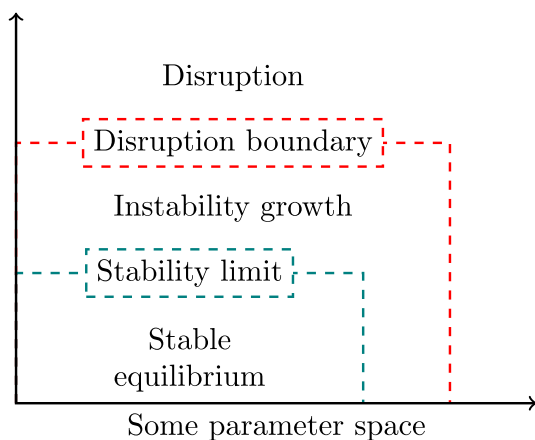 Disruption
Disruption boundary
Instability growth
Stability limit
Stable
equilibrium
Some parameter space